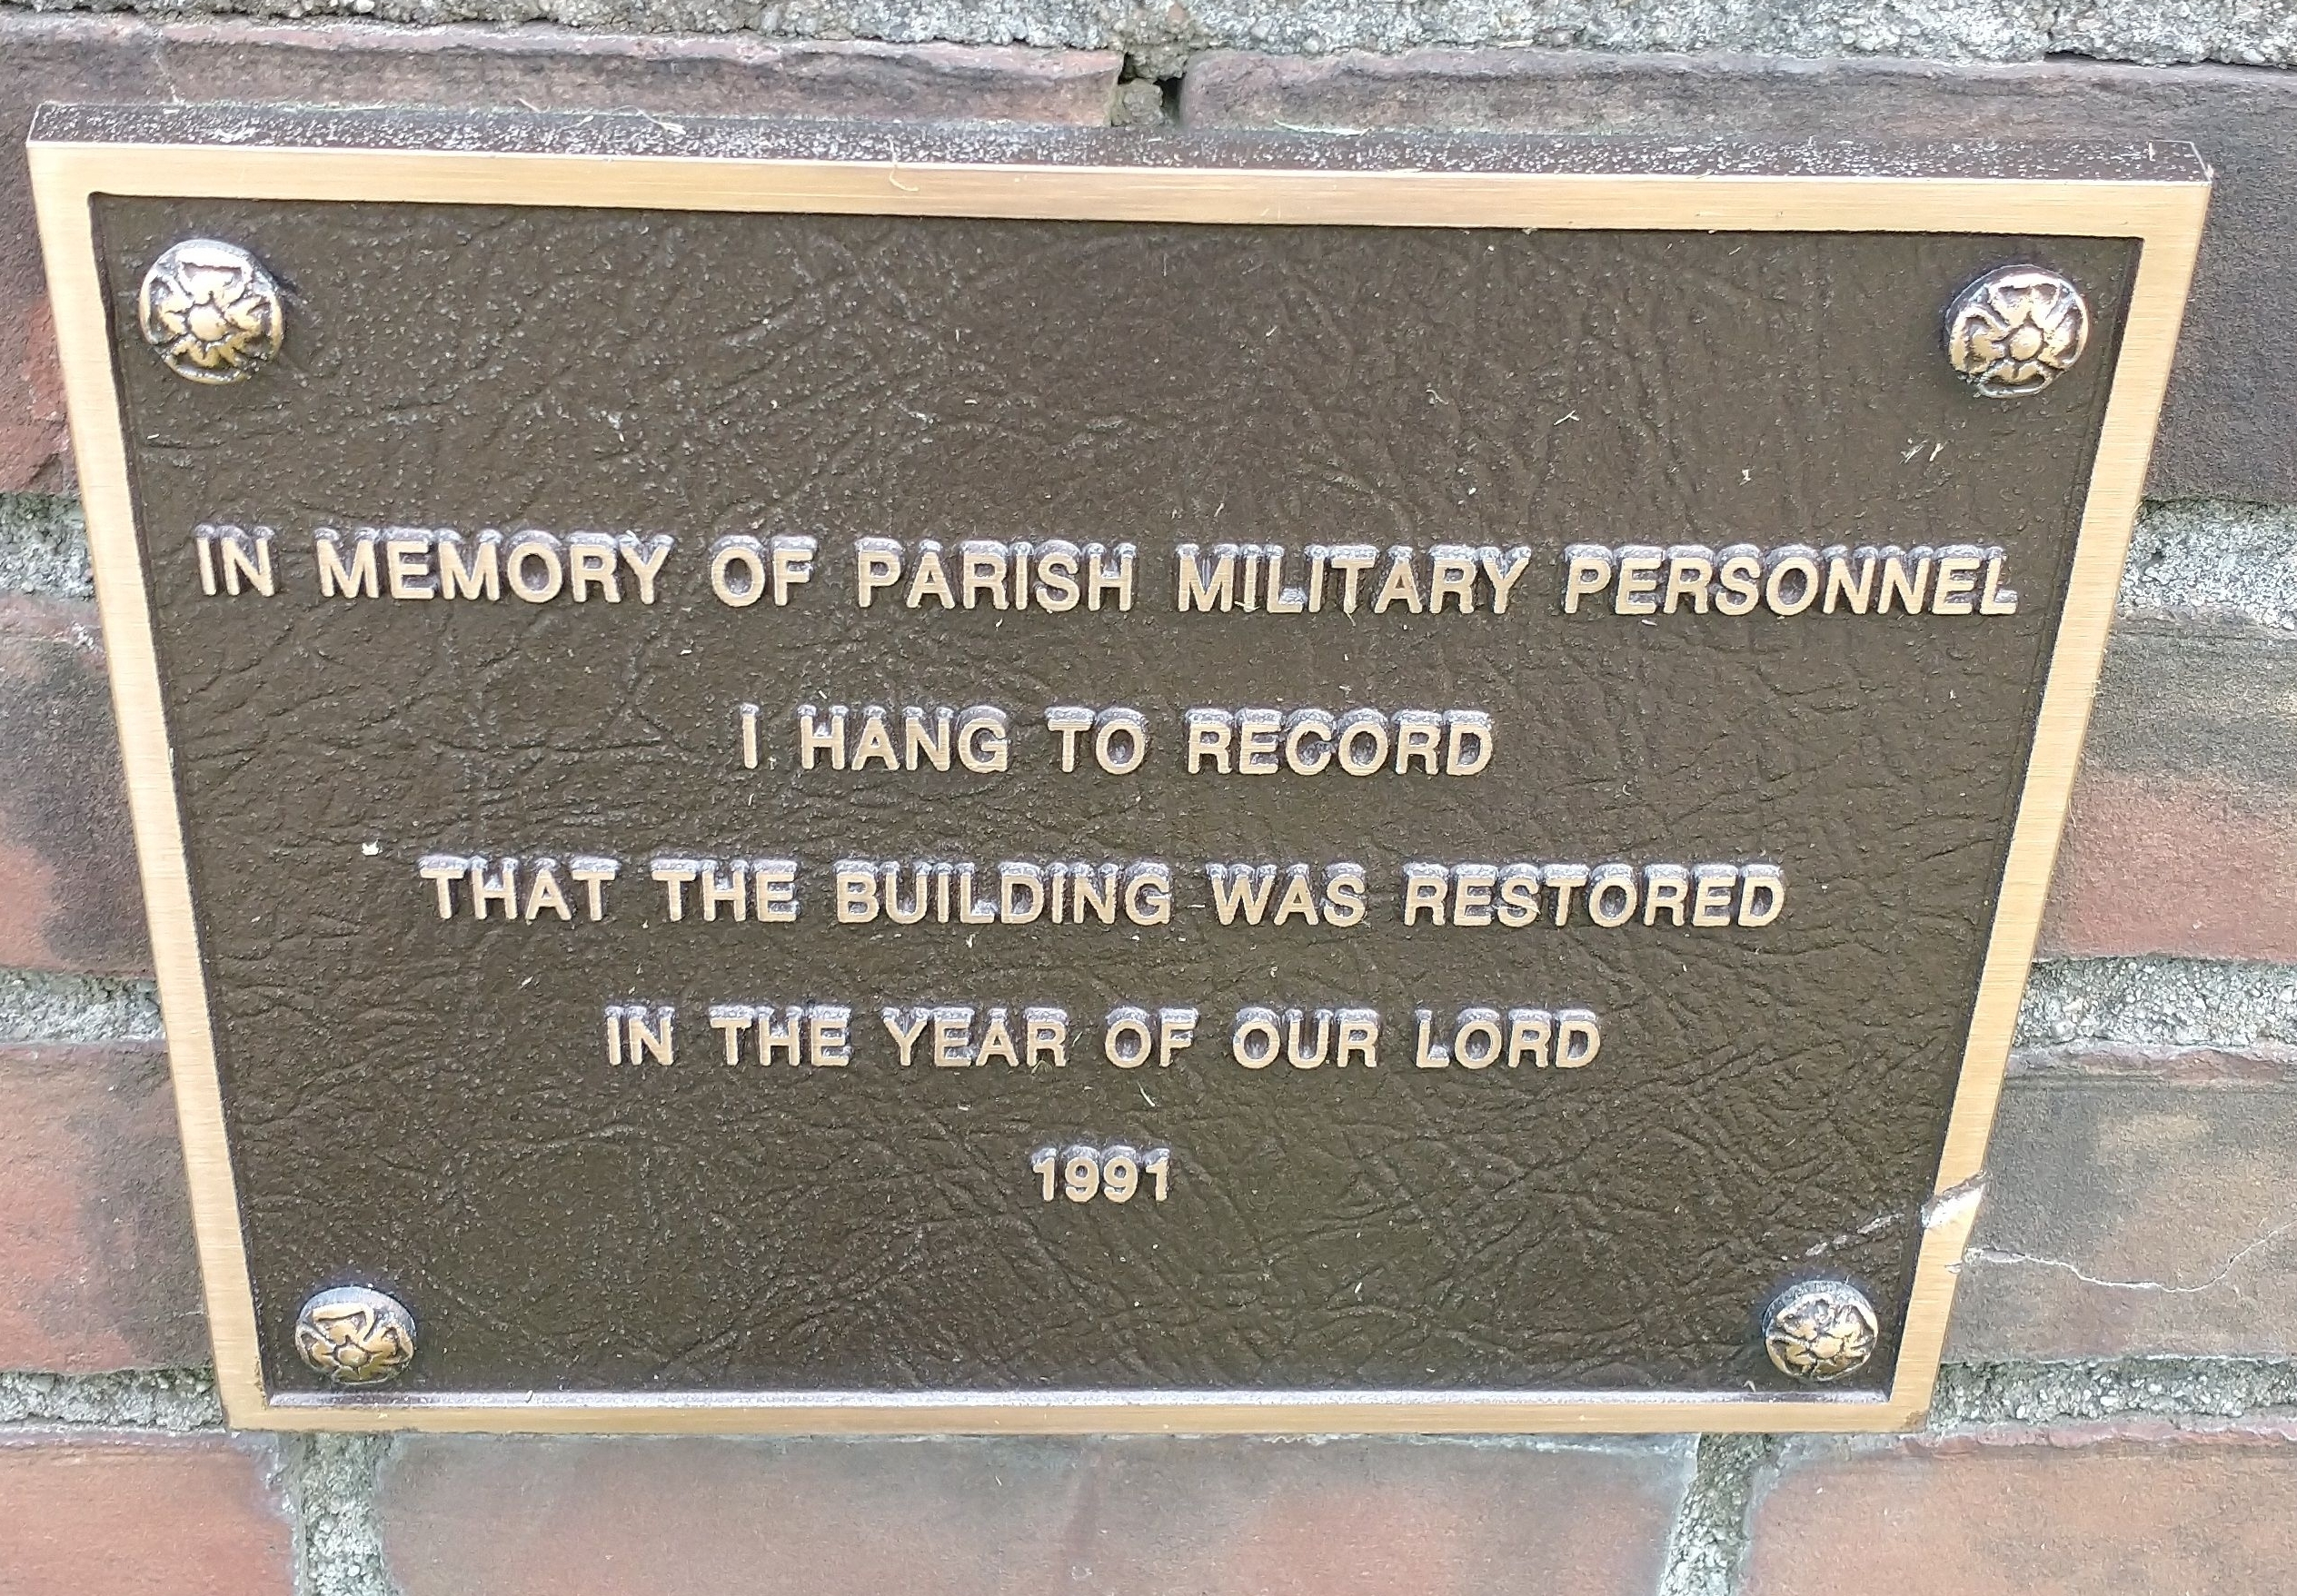 IN MEMORY OF PARISH MILITARY PERSONNEL
I HANG TO RECORD
THAT THE BUILDING WAS RESTORED
IN THE YEAR OF OUR LORD
1991